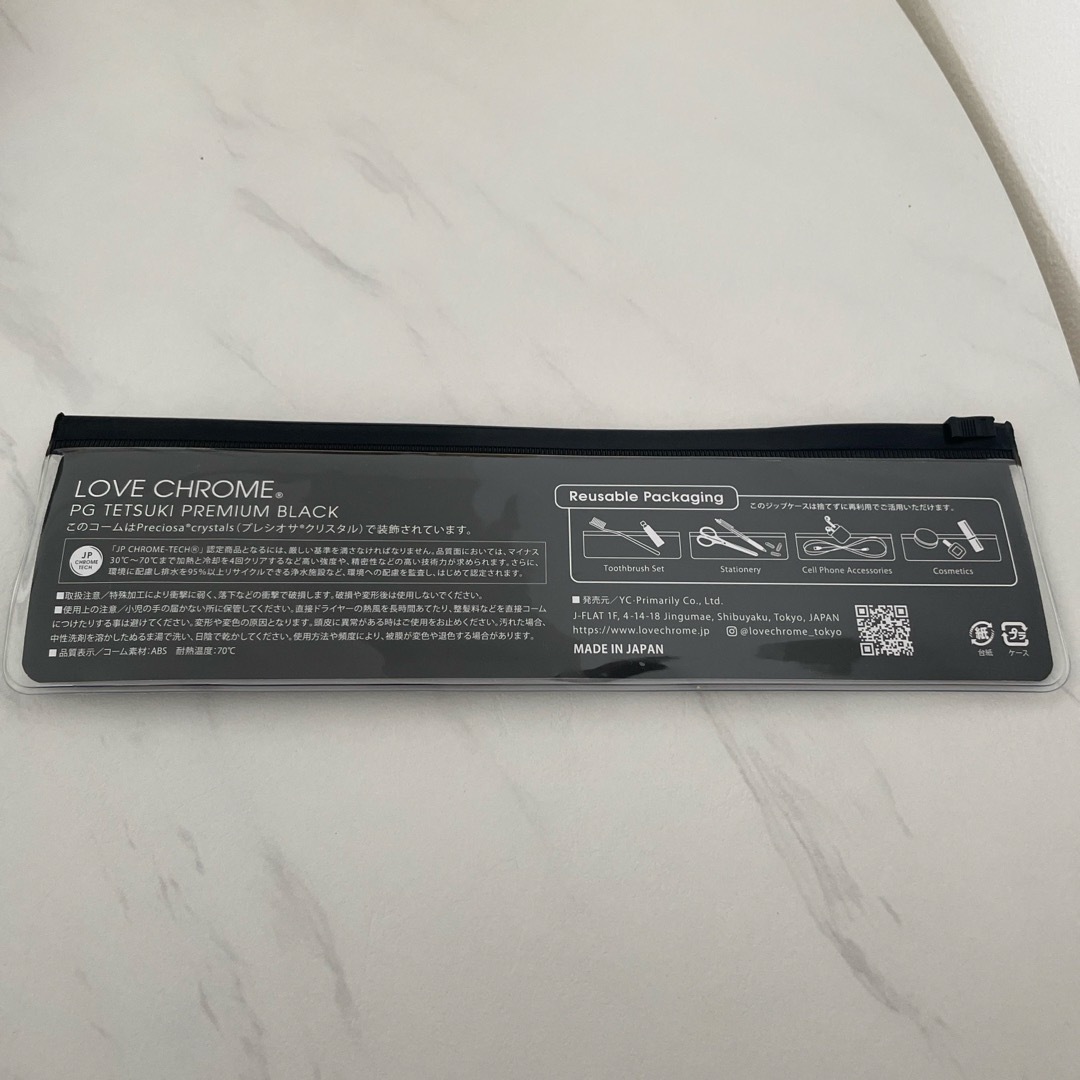 LOVE CHROME®
PG TETSUKI PREMIUM BLACK
このコームはPreciosa®crystals（プレシオサ®クリスタル）で装飾されています。
JP
CHROME
TECH
「JP CHROME-TECH®」認定商品となるには、厳しい基準を満さなければなりません。品質面においては、マイナス
30℃〜70℃まで加熱と冷却を4回クリアするなど高い強度や、精密性などの高い技術力が求められます。さらに、
環境に配慮し排水を95%以上リサイクルできる浄水施設など、環境への配慮を監査し、はじめて認定されます。
■取扱注意／特殊加工により衝撃に弱く、落下などの衝撃で破損します。破損や変形後は使用しないでください。
■使用上の注意／小児の手の届かない所に保管してください。直接ドライヤーの熱風を長時間あてたり、整髪料などを直接コーム
につけたりする事は避けてください。変形や変色の原因となります。頭皮に異常がある時はご使用をお止めください。汚れた場合、
中性洗剤を溶かしたぬるま湯で洗い、日陰で乾かしてください。使用方法や頻度により、被膜が変色や退色する場合があります。
■品質表示／コーム素材：ABS 耐熱温度：70℃
Reusable Packaging
このジップケースは捨てずに再利用でご活用いただけます。
Toothbrush Set
Stationery
Cell Phone Accessories
Cosmetics
■発売元／YC-Primarily Co., Ltd.
J-FLAT 1F, 4-14-18 Jingumae, Shibuyaku, Tokyo, JAPAN
https://www.lovechrome.jp @lovechrome_tokyo
MADE IN JAPAN
紙
台紙
プラ
ケース